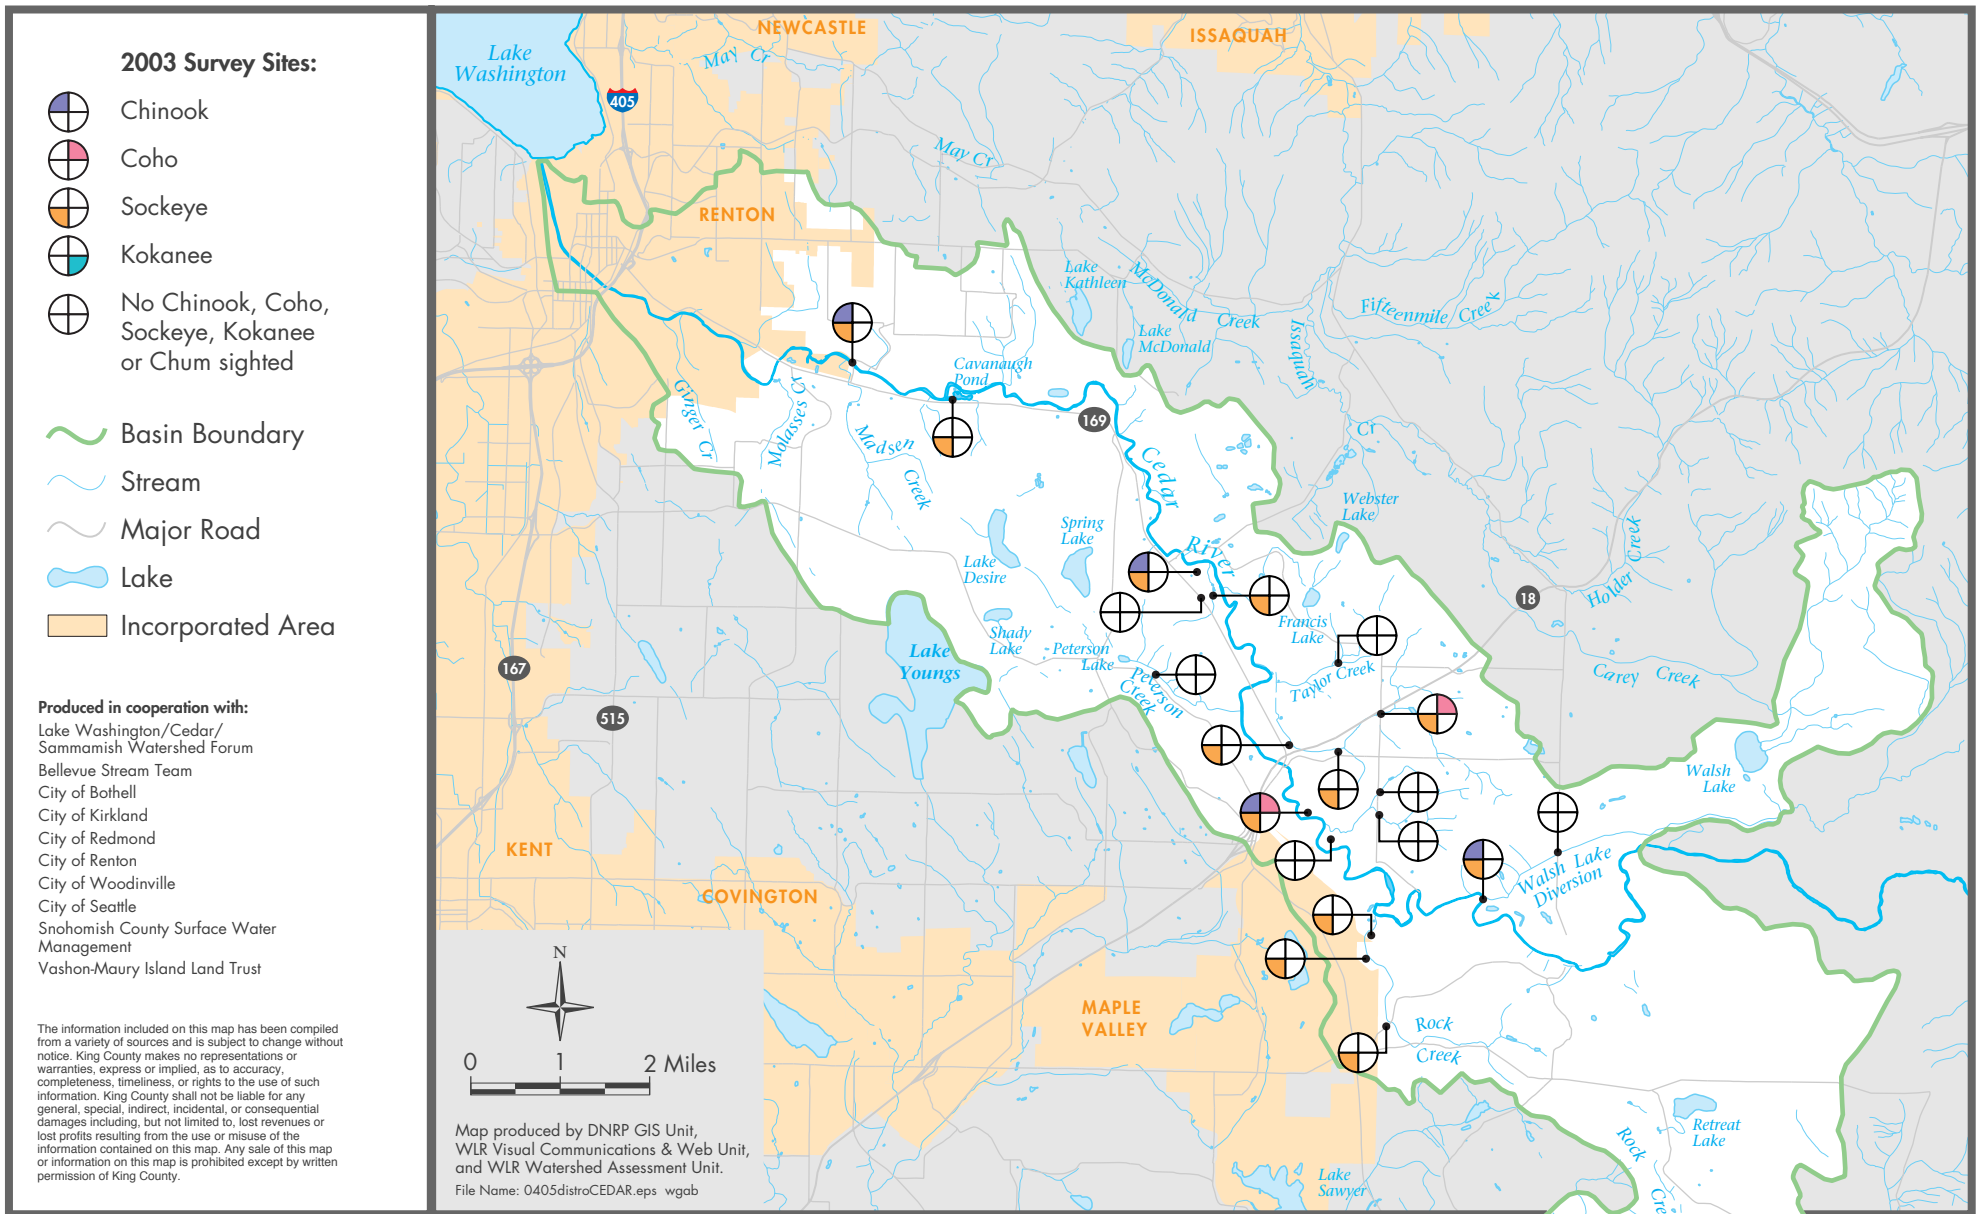 2003 Survey Sites:
Chinook
Coho
Sockeye
Kokanee
No Chinook, Coho,
Sockeye, Kokanee
or Chum sighted
Basin Boundary
Stream
Major Road
Lake
Incorporated Area
Produced in cooperation with:
Lake Washington/Cedar/
Sammamish Watershed Forum
Bellevue Stream Team
City of Bothell
City of Kirkland
City of Redmond
City of Renton
City of Woodinville
City of Seattle
Snohomish County Surface Water
Management
Vashon-Maury Island Land Trust
The information included on this map has been compiled
from a variety of sources and is subject to change without
notice. King County makes no representations or
warranties, express or implied, as to accuracy,
completeness, timeliness, or rights to the use of such
information. King County shall not be liable for any
general, special, indirect, incidental, or consequential
damages including, but not limited to, lost revenues or
lost profits resulting from the use or misuse of the
information contained on this map. Any sale of this map
or information on this map is prohibited except by written
permission of King County.
Lake
Washington
NEWCASTLE
ISSAQUAH
May Cr
405
May Cr
RENTON
Lake
Kathleen
McDonald Creek
Fifteenmile Creek
Lake
McDonald
Issaquah
Cr
Cavanaugh
Pond
Ginger Cr
Molasses Cr
Madsen
Creek
169
Cedar
River
Webster
Lake
Spring
Lake
Lake
Desire
Holder Creek
18
Francis
Lake
Shady
Lake
Peterson
Lake
Lake
Youngs
Peterson
Creek
Taylor Creek
Carey Creek
167
515
Walsh
Lake
KENT
COVINGTON
Walsh Lake
Diversion
MAPLE
VALLEY
Rock
Creek
N
0 1 2 Miles
Map produced by DNRP GIS Unit,
WLR Visual Communications & Web Unit,
and WLR Watershed Assessment Unit.
File Name: 0405distroCEDAR.eps wgab
Retreat
Lake
Rock
Cre
Lake
Sawyer